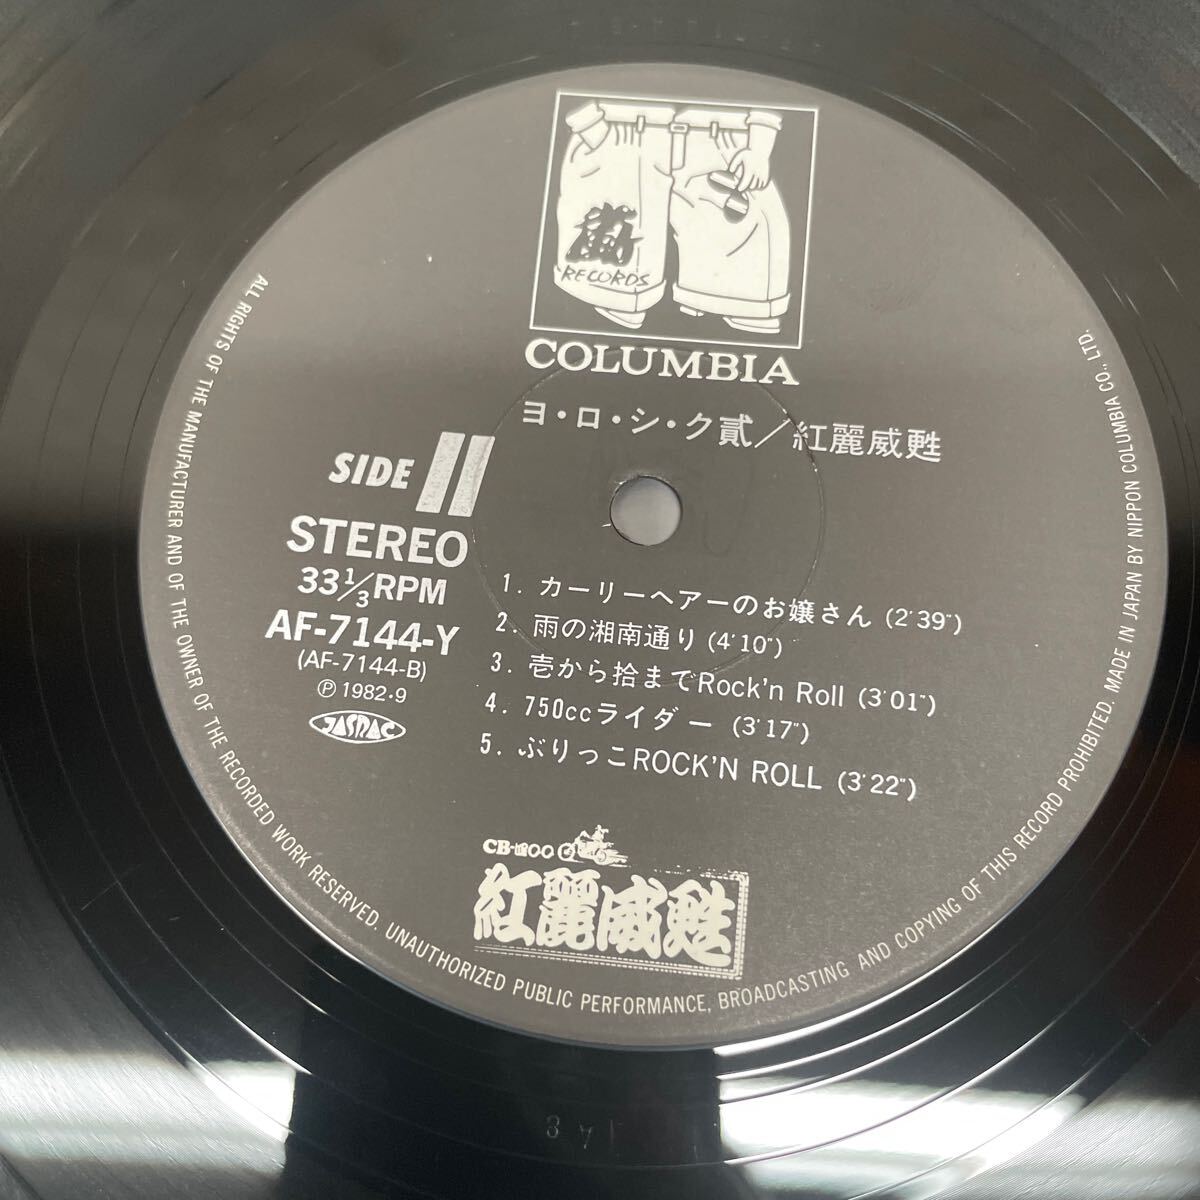 嵐
RECORDS
COLUMBIA
ヨ・ロ・シ・ク貳／紅麗威甦
SIDE II
STEREO
33 1/3 RPM
AF-7144-Y
(AF-7144-B)
Ⓟ 1982・9
JASRAC
1. カーリーヘアーのお嬢さん (2'39")
2. 雨の湘南通り (4'10")
3. 壱から拾までRock'n Roll (3'01")
4. 750ccライダー (3'17")
5. ぶりっこROCK'N ROLL (3'22")
紅麗威甦
ALL RIGHTS OF THE MANUFACTURER AND OF THE OWNER OF THE RECORDED WORK RESERVED. UNAUTHORIZED PUBLIC PERFORMANCE, BROADCASTING AND COPYING OF THIS RECORD PROHIBITED. MADE IN JAPAN BY NIPPON COLUMBIA CO., LTD.